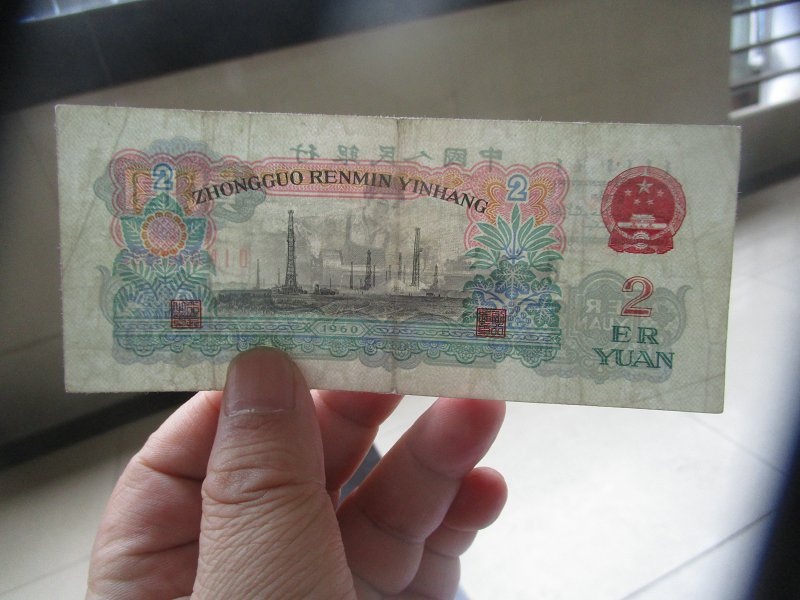 中國人民銀行
2
2
ZHONGGUO RENMIN YINHANG
1960
2
ER
YUAN